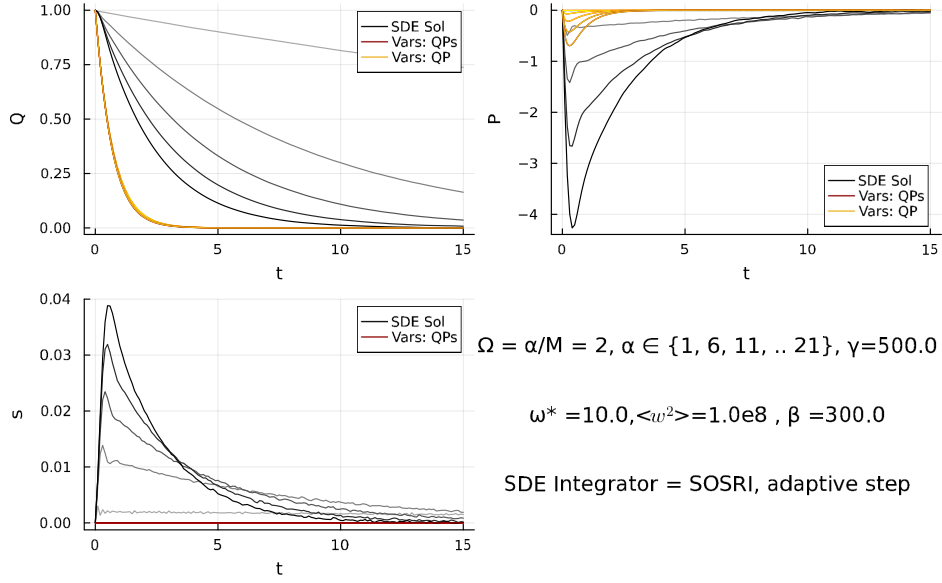 1.00
0.75
0.50
0.25
0.00
Q
0
5
10
15
t
SDE Sol
Vars: QPs
Vars: QP
0
−1
−2
−3
−4
P
0
5
10
15
t
SDE Sol
Vars: QPs
Vars: QP
0.04
0.03
0.02
0.01
0.00
s
0
5
10
15
t
SDE Sol
Vars: QPs
Ω = α/M = 2, α ∈ {1, 6, 11, .. 21}, γ=500.0
ω* =10.0,<w²>=1.0e8 , β =300.0
SDE Integrator = SOSRI, adaptive step